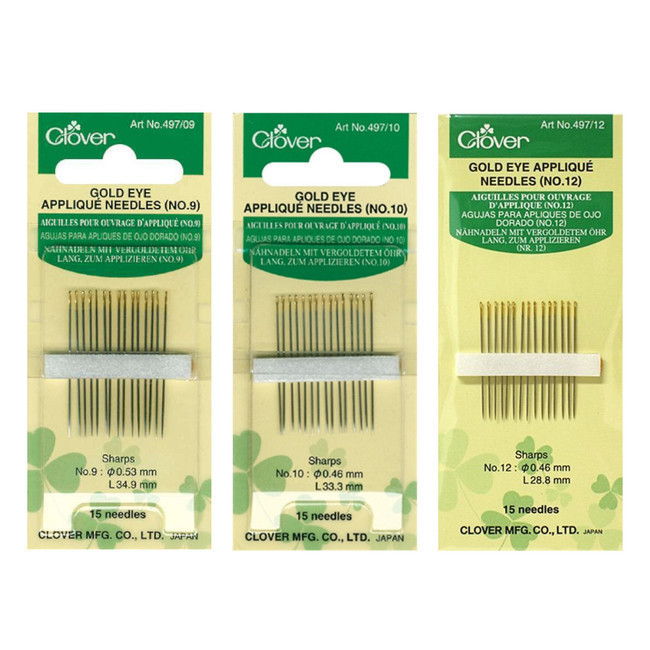 Clover
Art No.497/09
GOLD EYE
APPLIQUÉ NEEDLES (NO.9)
AIGUILLES POUR OUVRAGE D'APPLIQUÉ (NO.9)
AGUJAS PARA APLIQUES DE OJO DORADO (NO.9)
NÄHNADELN MIT VERGOLDETEM ÖHR
LANG, ZUM APPLIZIEREN (NO.9)
Sharps
No.9 : φ0.53 mm
L34.9 mm
15 needles
CLOVER MFG. CO., LTD. JAPAN
Clover
Art No.497/10
GOLD EYE
APPLIQUÉ NEEDLES (NO.10)
AIGUILLES POUR OUVRAGE D'APPLIQUÉ (NO.10)
AGUJAS PARA APLIQUES DE OJO DORADO (NO.10)
NÄHNADELN MIT VERGOLDETEM ÖHR
LANG, ZUM APPLIZIEREN (NO.10)
Sharps
No.10 : φ0.46 mm
L33.3 mm
15 needles
CLOVER MFG. CO., LTD. JAPAN
Clover
Art No.497/12
GOLD EYE APPLIQUÉ
NEEDLES (NO.12)
AIGUILLES POUR OUVRAGE
D'APPLIQUE (NO.12)
AGUJAS PARA APLIQUES DE OJO
DORADO (NO.12)
NÄHNADELN MIT VERGOLDETEM ÖHR
LANG, ZUM APPLIZIEREN
(NR. 12)
Sharps
No.12 : φ0.46 mm
L28.8 mm
15 needles
CLOVER MFG. CO., LTD. JAPAN